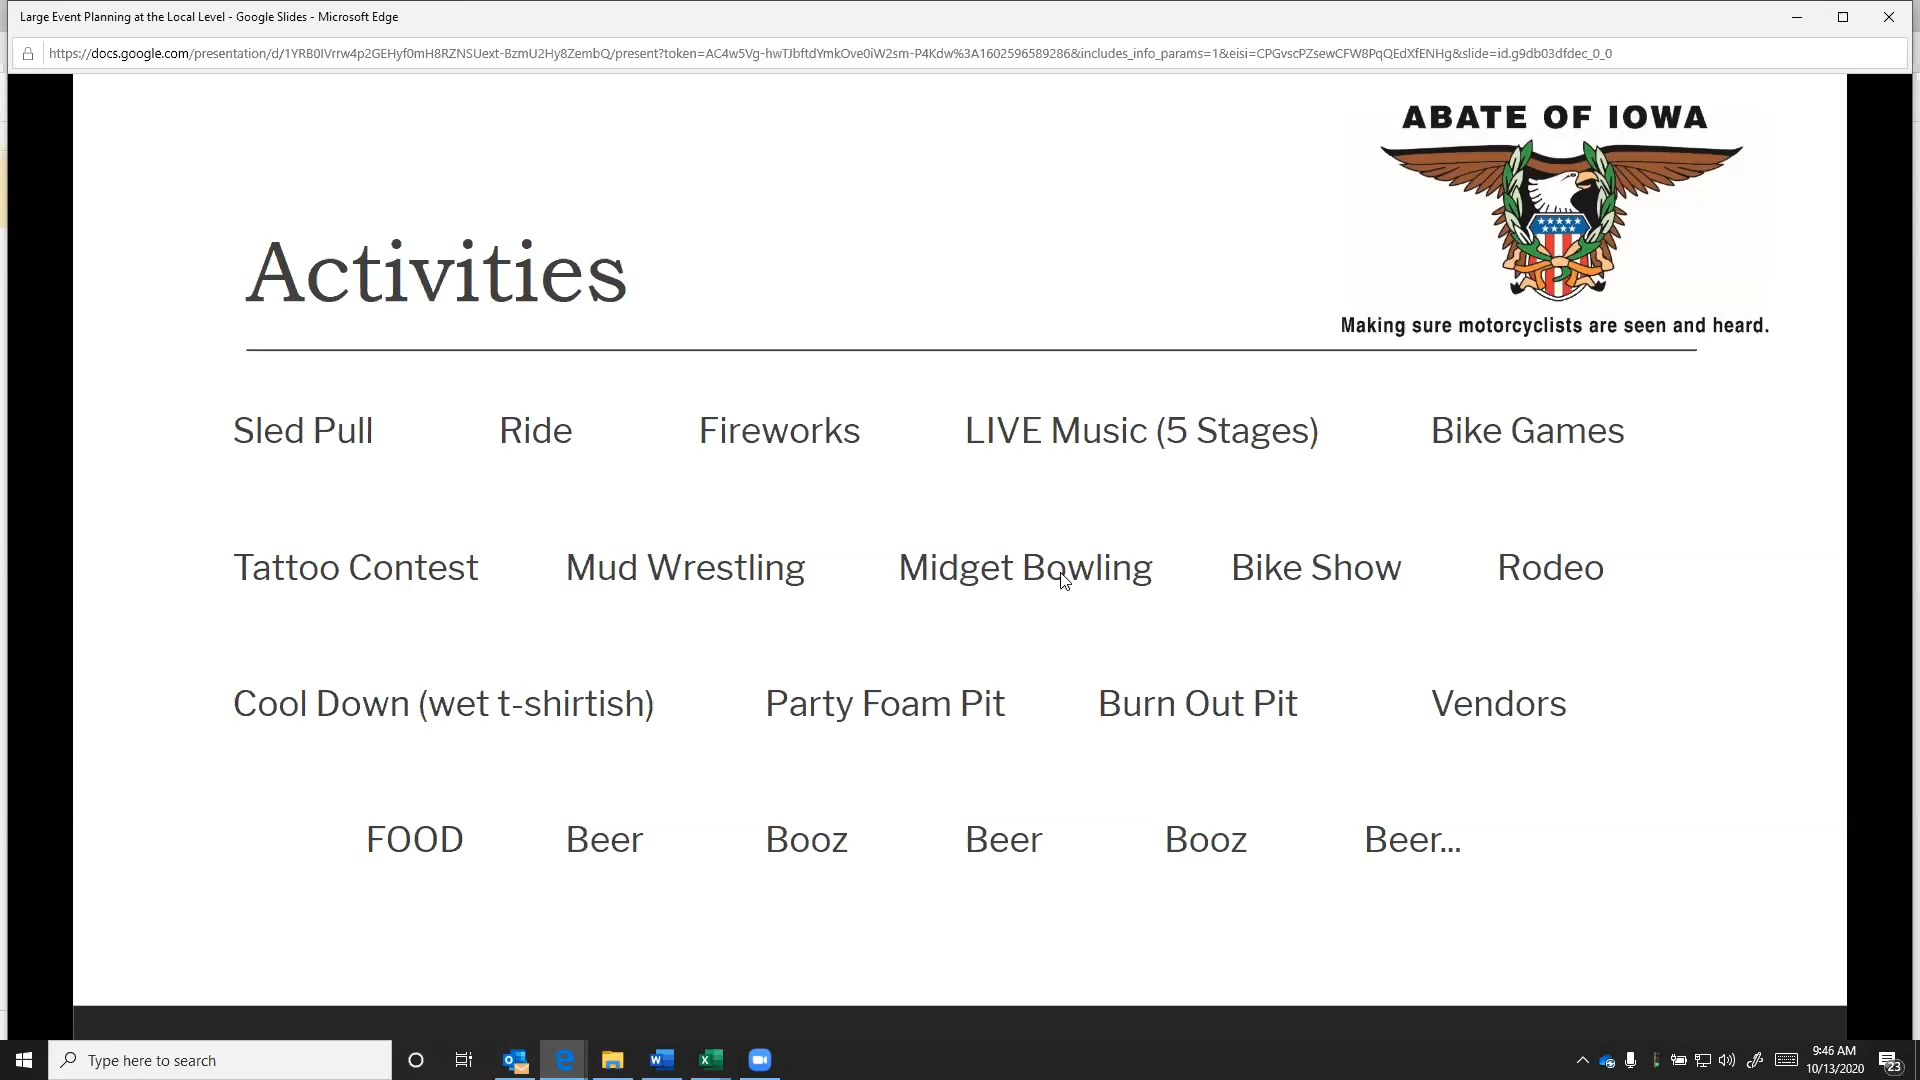 Large Event Planning at the Local Level - Google Slides - Microsoft Edge
https://docs.google.com/presentation/d/1YRB0IVrrw4p2GEHyf0mH8RZNSUext-BzmU2Hy8ZembQ/present?token=AC4w5Vg-hwTJbftdYmkOve0iW2sm-P4Kdw%3A1602596589286&includes_info_params=1&eisi=CPGvscPZsewCFW8PqQEdXfENHg&slide=id.g9db03dfdec_0_0
ABATE OF IOWA
Making sure motorcyclists are seen and heard.
Activities
Sled Pull Ride Fireworks LIVE Music (5 Stages) Bike Games
Tattoo Contest Mud Wrestling Midget Bowling Bike Show Rodeo
Cool Down (wet t-shirtish) Party Foam Pit Burn Out Pit Vendors
FOOD Beer Booz Beer Booz Beer...
Type here to search
9:46 AM
10/13/2020
23